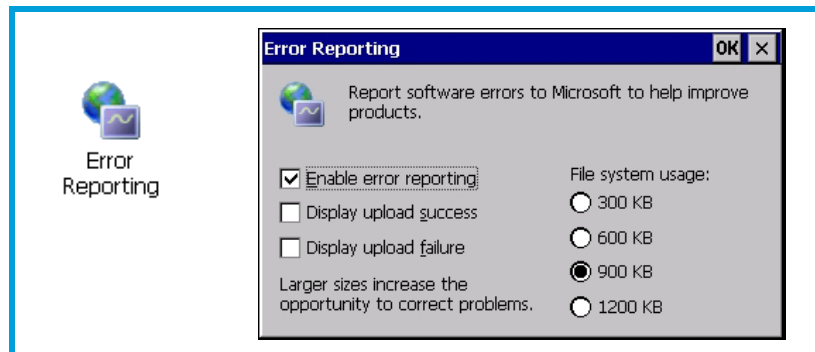 Error
Reporting
Error Reporting OK ×
Report software errors to Microsoft to help improve
products.
Enable error reporting
Display upload success
Display upload failure
Larger sizes increase the
opportunity to correct problems.
File system usage:
300 KB
600 KB
900 KB
1200 KB